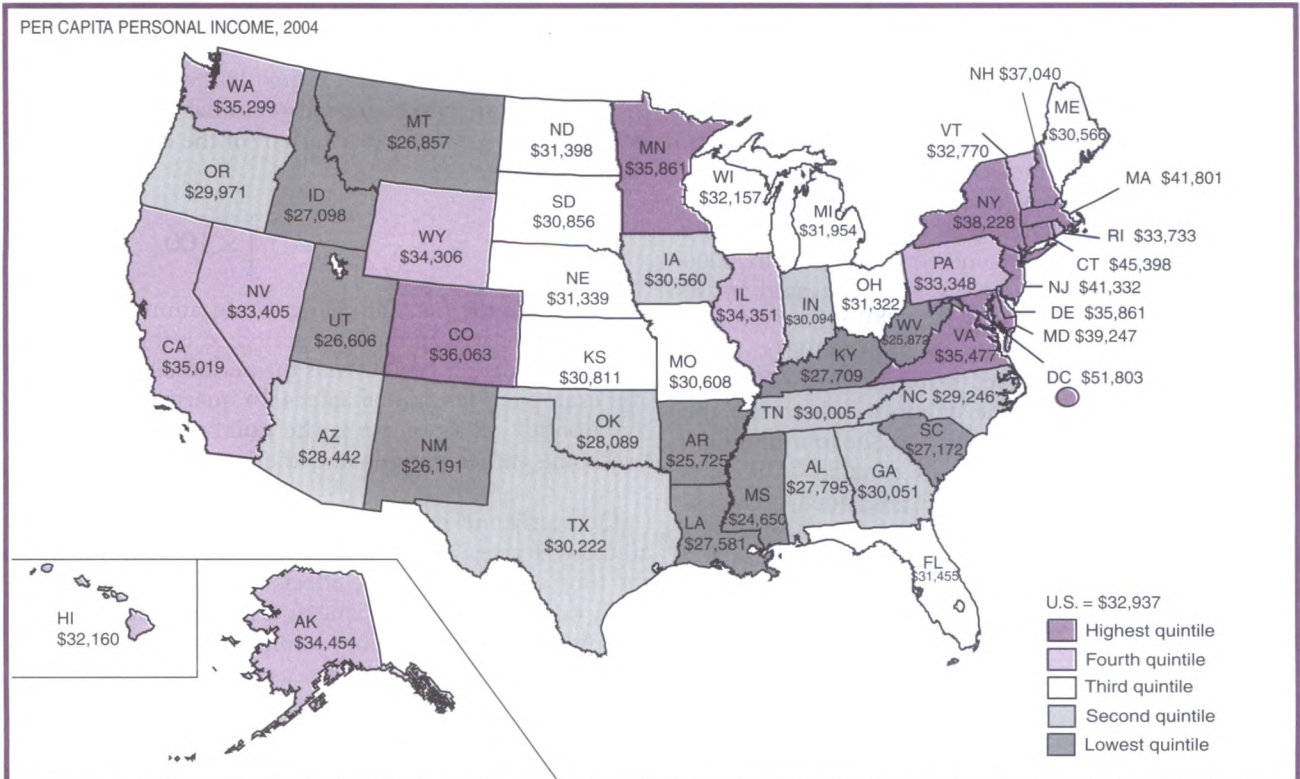 PER CAPITA PERSONAL INCOME, 2004
WA
$35,299
OR
$29,971
CA
$35,019
NV
$33,405
ID
$27,098
MT
$26,857
WY
$34,306
UT
$26,606
CO
$36,063
AZ
$28,442
NM
$26,191
ND
$31,398
SD
$30,856
NE
$31,339
KS
$30,811
OK
$28,089
TX
$30,222
MN
$35,861
IA
$30,560
MO
$30,608
AR
$25,725
LA
$27,581
WI
$32,157
IL
$34,351
MI
$31,954
IN
$30,094
OH
$31,322
KY
$27,709
TN $30,005
MS
$24,650
AL
$27,795
GA
$30,051
FL
$31,455
SC
$27,172
NC $29,246
VA
$35,477
WV
$25,872
PA
$33,348
NY
$38,228
VT
$32,770
NH $37,040
ME
$30,566
MA $41,801
RI $33,733
CT $45,398
NJ $41,332
DE $35,861
MD $39,247
DC $51,803
HI
$32,160
AK
$34,454
U.S. = $32,937
Highest quintile
Fourth quintile
Third quintile
Second quintile
Lowest quintile